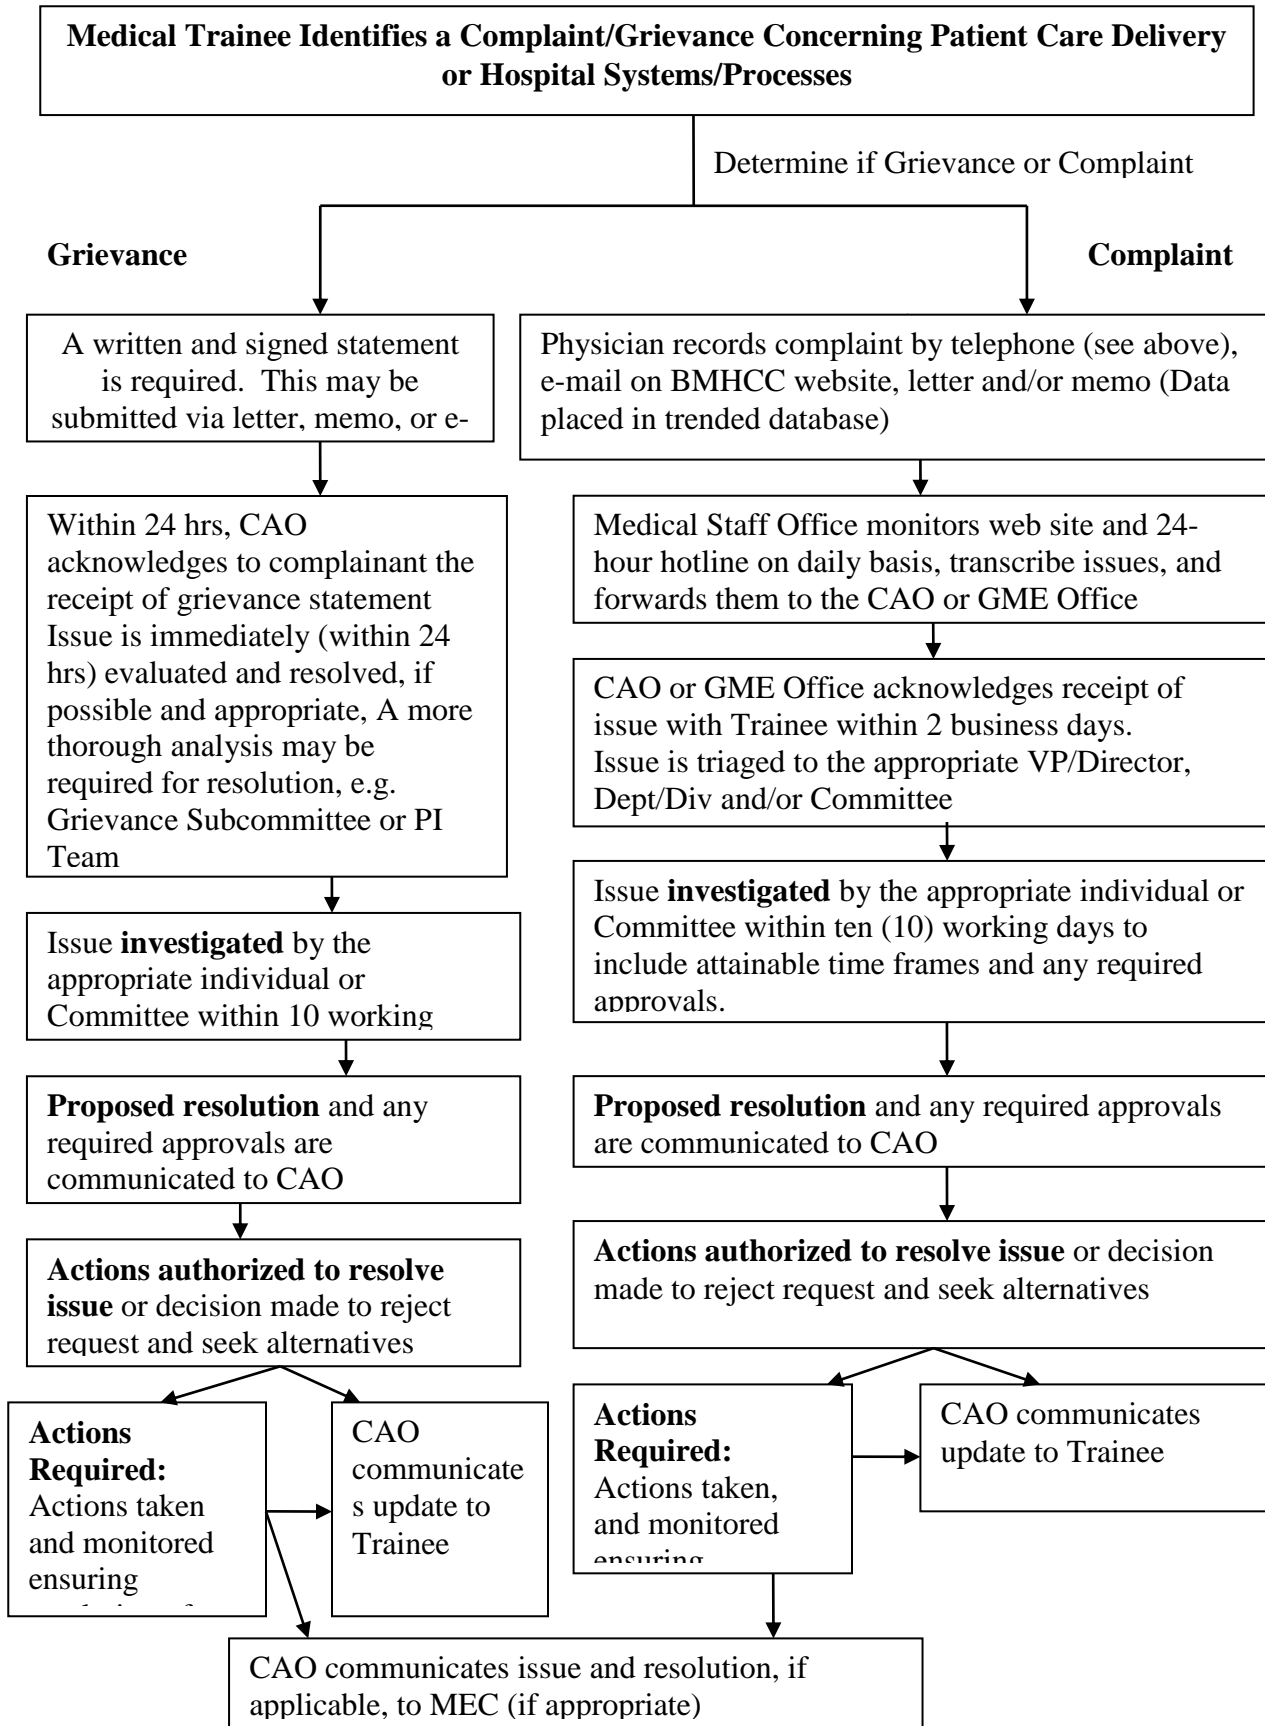 Medical Trainee Identifies a Complaint/Grievance Concerning Patient Care Delivery
or Hospital Systems/Processes
Determine if Grievance or Complaint
Grievance
Complaint
A written and signed statement
is required. This may be
submitted via letter, memo, or e-
Physician records complaint by telephone (see above),
e-mail on BMHCC website, letter and/or memo (Data
placed in trended database)
Within 24 hrs, CAO
acknowledges to complainant the
receipt of grievance statement
Issue is immediately (within 24
hrs) evaluated and resolved, if
possible and appropriate, A more
thorough analysis may be
required for resolution, e.g.
Grievance Subcommittee or PI
Team
Medical Staff Office monitors web site and 24-
hour hotline on daily basis, transcribe issues, and
forwards them to the CAO or GME Office
CAO or GME Office acknowledges receipt of
issue with Trainee within 2 business days.
Issue is triaged to the appropriate VP/Director,
Dept/Div and/or Committee
Issue investigated by the
appropriate individual or
Committee within 10 working
Issue investigated by the appropriate individual or
Committee within ten (10) working days to
include attainable time frames and any required
approvals.
Proposed resolution and any
required approvals are
communicated to CAO
Proposed resolution and any required approvals
are communicated to CAO
Actions authorized to resolve
issue or decision made to reject
request and seek alternatives
Actions authorized to resolve issue or decision
made to reject request and seek alternatives
Actions
Required:
Actions taken
and monitored
ensuring
CAO
communicate
s update to
Trainee
Actions
Required:
Actions taken,
and monitored
ensuring
CAO communicates
update to Trainee
CAO communicates issue and resolution, if
applicable, to MEC (if appropriate)